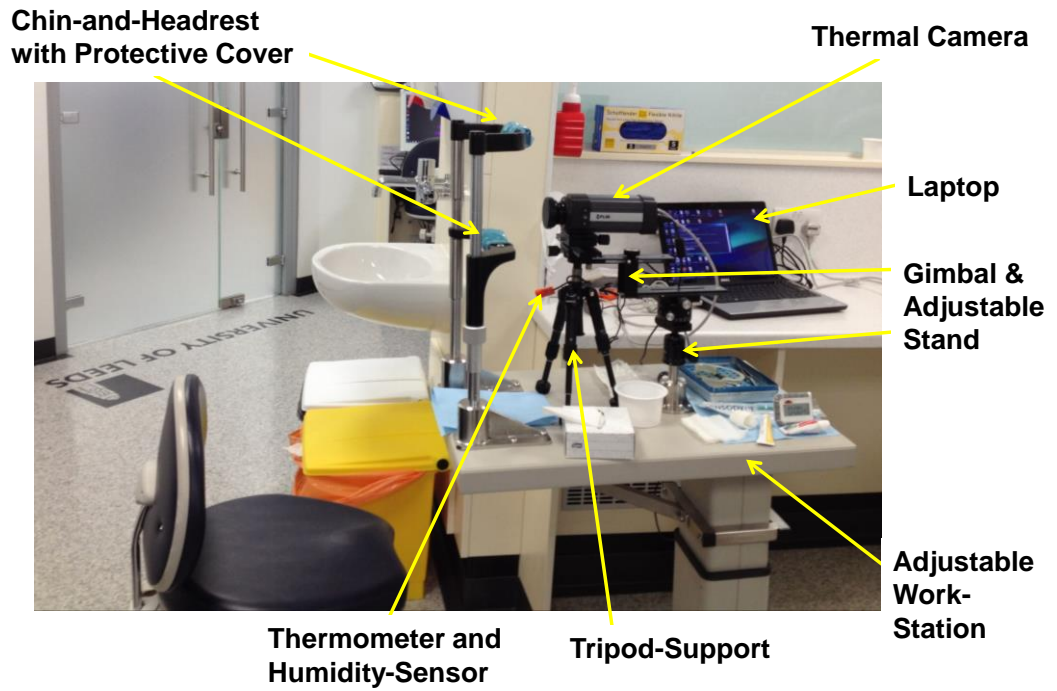 Chin-and-Headrest
with Protective Cover
Thermal Camera
Laptop
Gimbal &
Adjustable
Stand
Adjustable
Work-
Station
Thermometer and
Humidity-Sensor
Tripod-Support
UNIVERSITY OF LEEDS